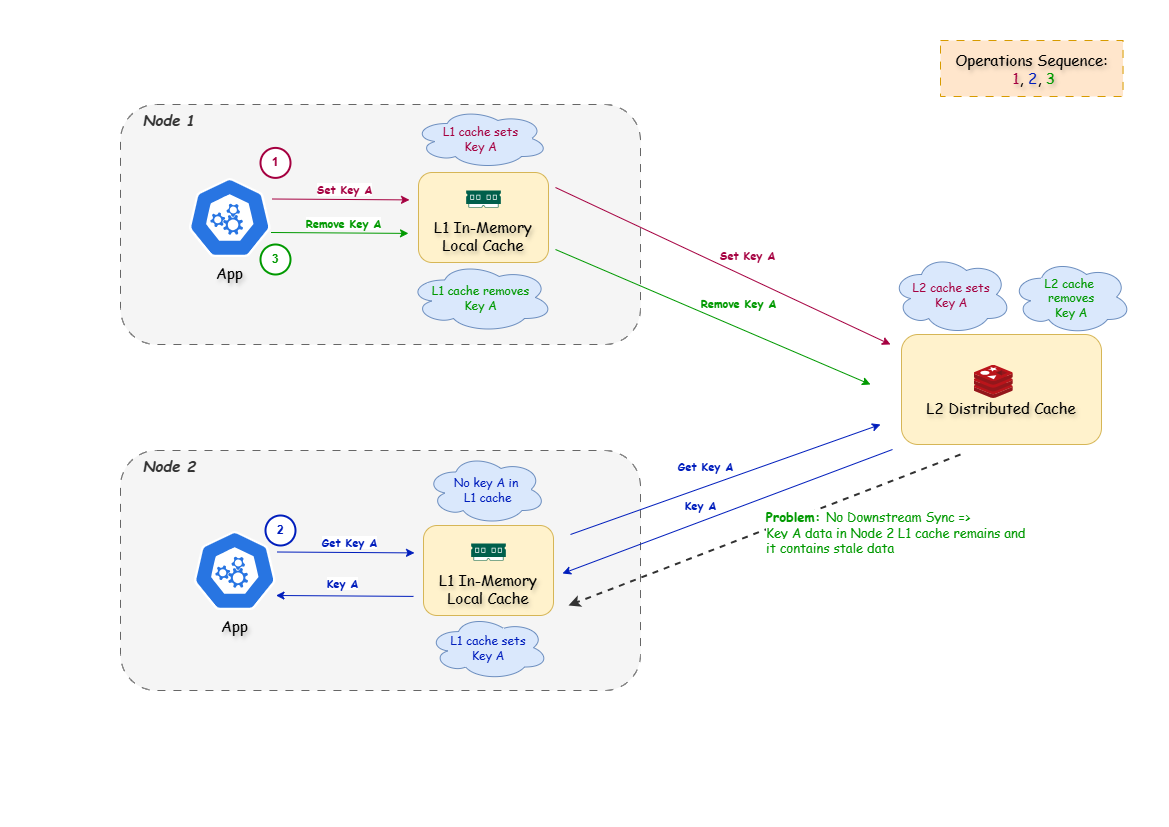 Operations Sequence:
1, 2, 3
Node 1
L1 cache sets
Key A
1
Set Key A
Remove Key A
3
App
L1 In-Memory
Local Cache
L1 cache removes
Key A
Set Key A
Remove Key A
L2 cache sets
Key A
L2 cache
removes
Key A
L2 Distributed Cache
Node 2
No key A in
L1 cache
2
Get Key A
Key A
App
L1 In-Memory
Local Cache
L1 cache sets
Key A
Get Key A
Key A
Problem: No Downstream Sync =>
Key A data in Node 2 L1 cache remains and
it contains stale data